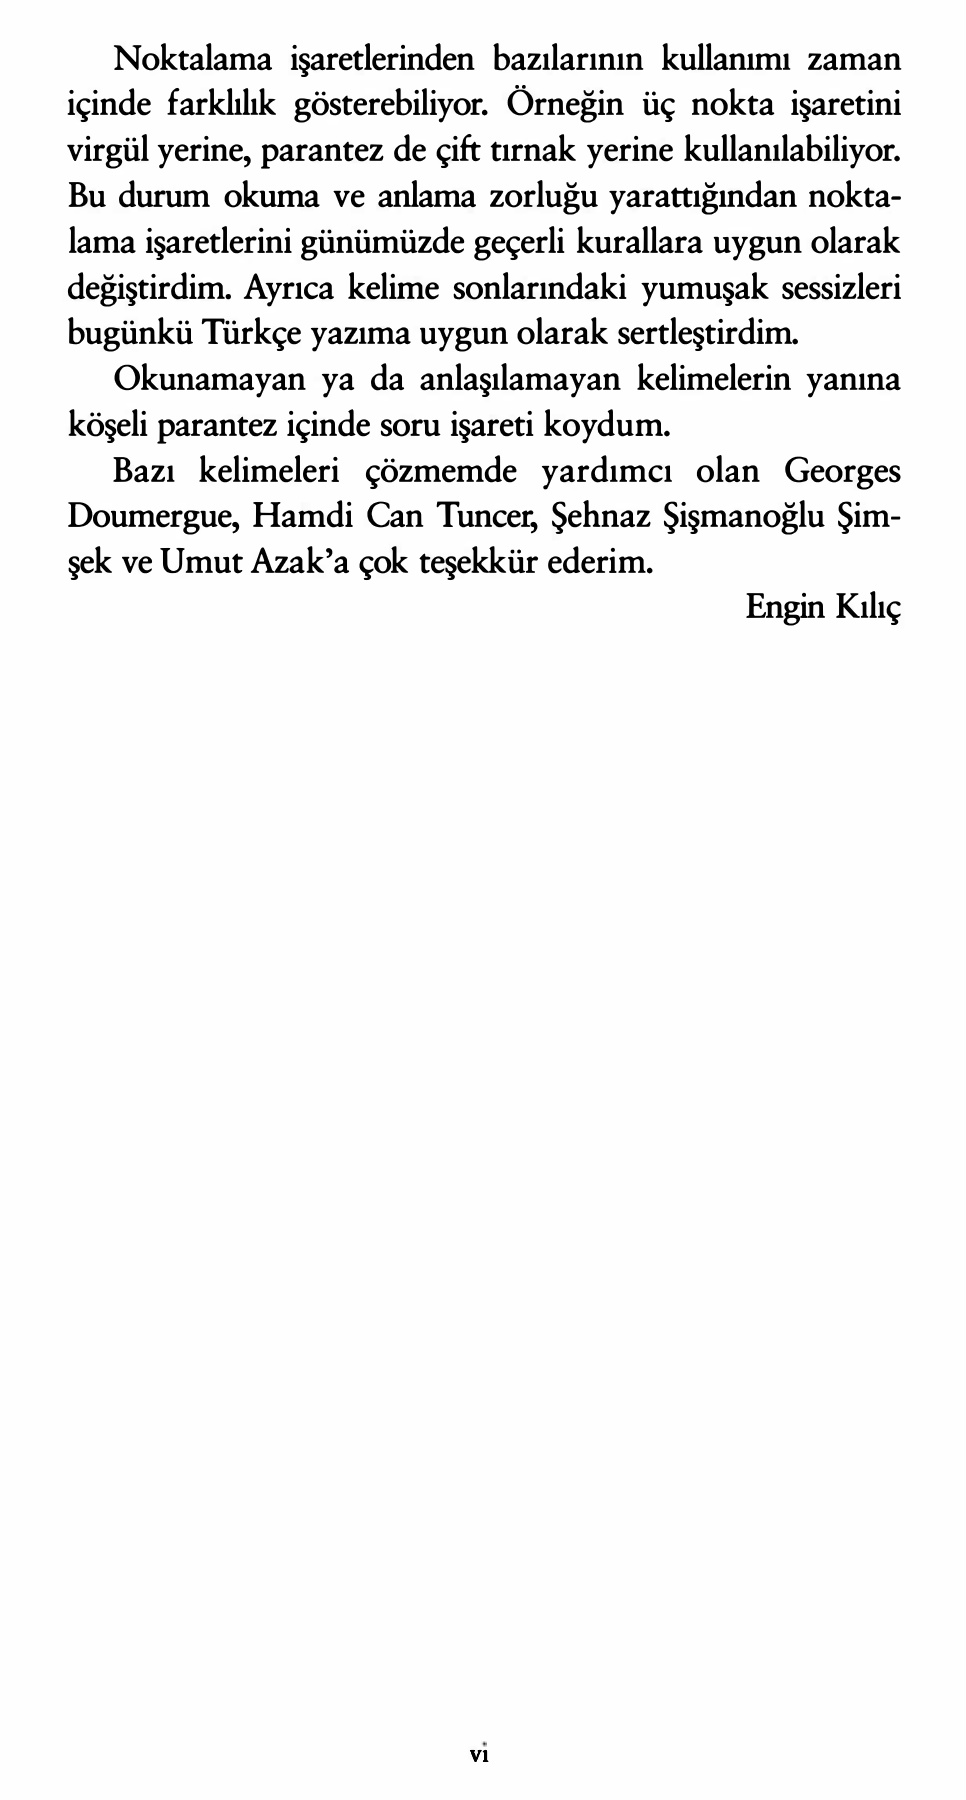 Noktalama işaretlerinden bazılarının kullanımı zaman
içinde farklılık gösterebiliyor. Örneğin üç nokta işaretini
virgül yerine, parantez de çift tırnak yerine kullanılabiliyor.
Bu durum okuma ve anlama zorluğu yarattığından nokta-
lama işaretlerini günümüzde geçerli kurallara uygun olarak
değiştirdim. Ayrıca kelime sonlarındaki yumuşak sessizleri
bugünkü Türkçe yazıma uygun olarak sertleştirdim.
Okunamayan ya da anlaşılamayan kelimelerin yanına
köşeli parantez içinde soru işareti koydum.
Bazı kelimeleri çözmemde yardımcı olan Georges
Doumergue, Hamdi Can Tuncer, Şehnaz Şişmanoğlu Şim-
şek ve Umut Azak’a çok teşekkür ederim.
Engin Kılıç
vi